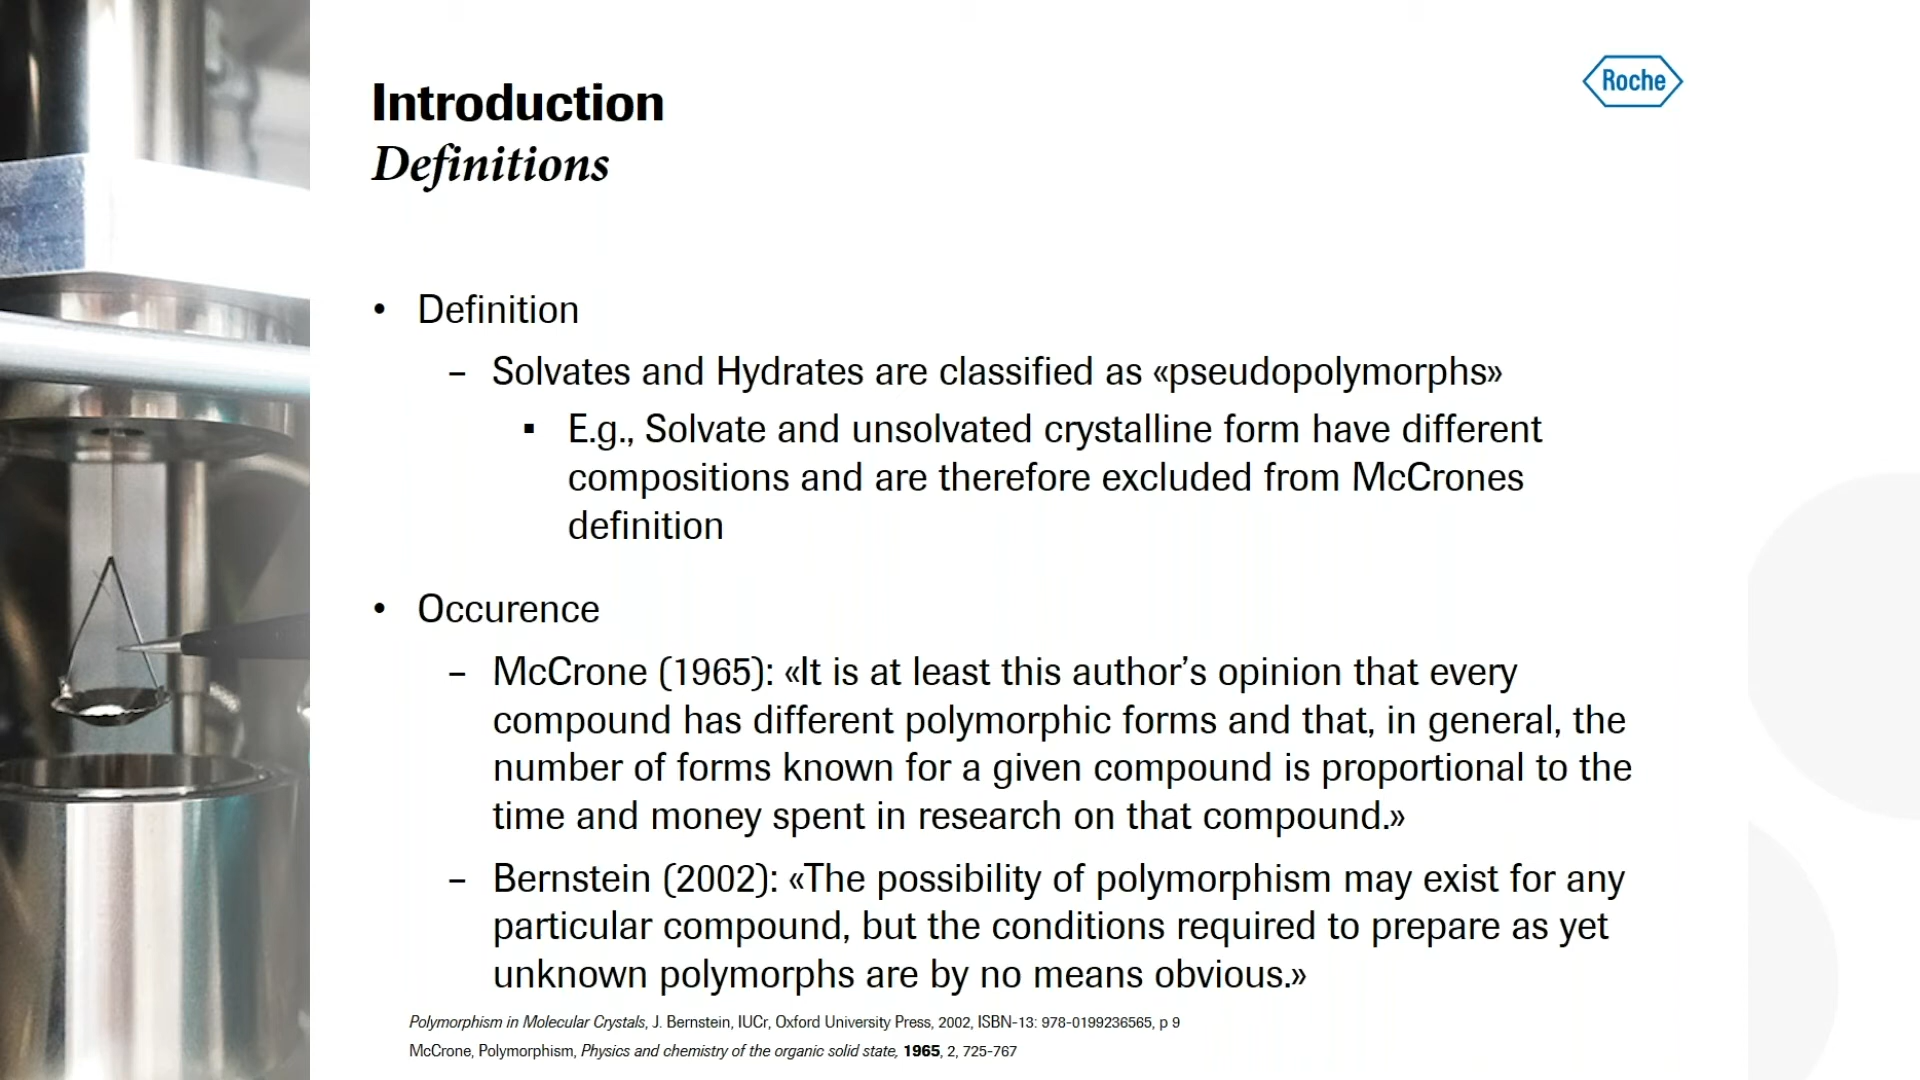 Roche
Introduction
Definitions
• Definition
– Solvates and Hydrates are classified as «pseudopolymorphs»
▪ E.g., Solvate and unsolvated crystalline form have different
compositions and are therefore excluded from McCrones
definition
• Occurence
– McCrone (1965): «It is at least this author’s opinion that every
compound has different polymorphic forms and that, in general, the
number of forms known for a given compound is proportional to the
time and money spent in research on that compound.»
– Bernstein (2002): «The possibility of polymorphism may exist for any
particular compound, but the conditions required to prepare as yet
unknown polymorphs are by no means obvious.»
Polymorphism in Molecular Crystals, J. Bernstein, IUCr, Oxford University Press, 2002, ISBN-13: 978-0199236565, p 9
McCrone, Polymorphism, Physics and chemistry of the organic solid state, 1965, 2, 725-767